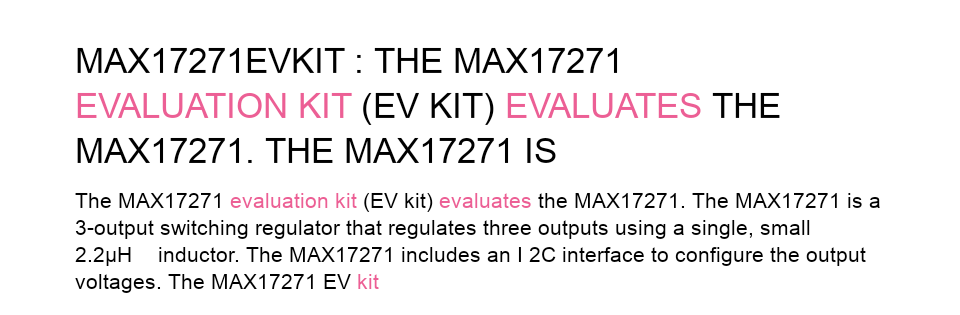 MAX17271EVKIT : THE MAX17271
EVALUATION KIT (EV KIT) EVALUATES THE
MAX17271. THE MAX17271 IS
The MAX17271 evaluation kit (EV kit) evaluates the MAX17271. The MAX17271 is a
3-output switching regulator that regulates three outputs using a single, small
2.2μH inductor. The MAX17271 includes an I 2C interface to configure the output
voltages. The MAX17271 EV kit